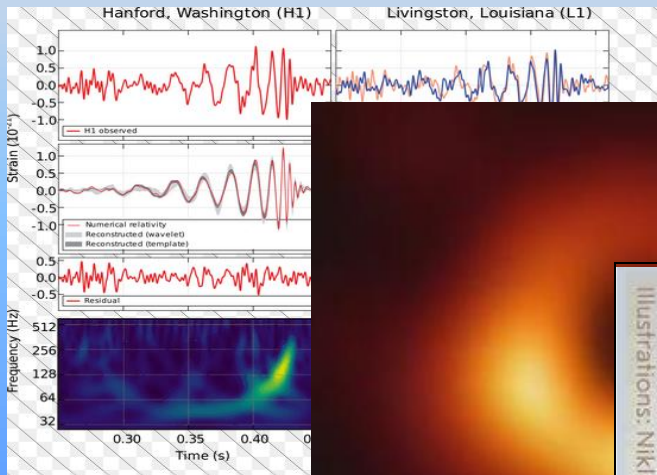 Hanford, Washington (H1)
Livingston, Louisiana (L1)
1.0
0.5
0.0
-0.5
-1.0
H1 observed
Strain (10⁻²¹)
1.0
0.5
0.0
-0.5
-1.0
Numerical relativity
Reconstructed (wavelet)
Reconstructed (template)
0.5
0.0
-0.5
Residual
Frequency (Hz)
512
256
128
64
32
0.30
0.35
0.40
Time (s)
Illustrations: Nikl